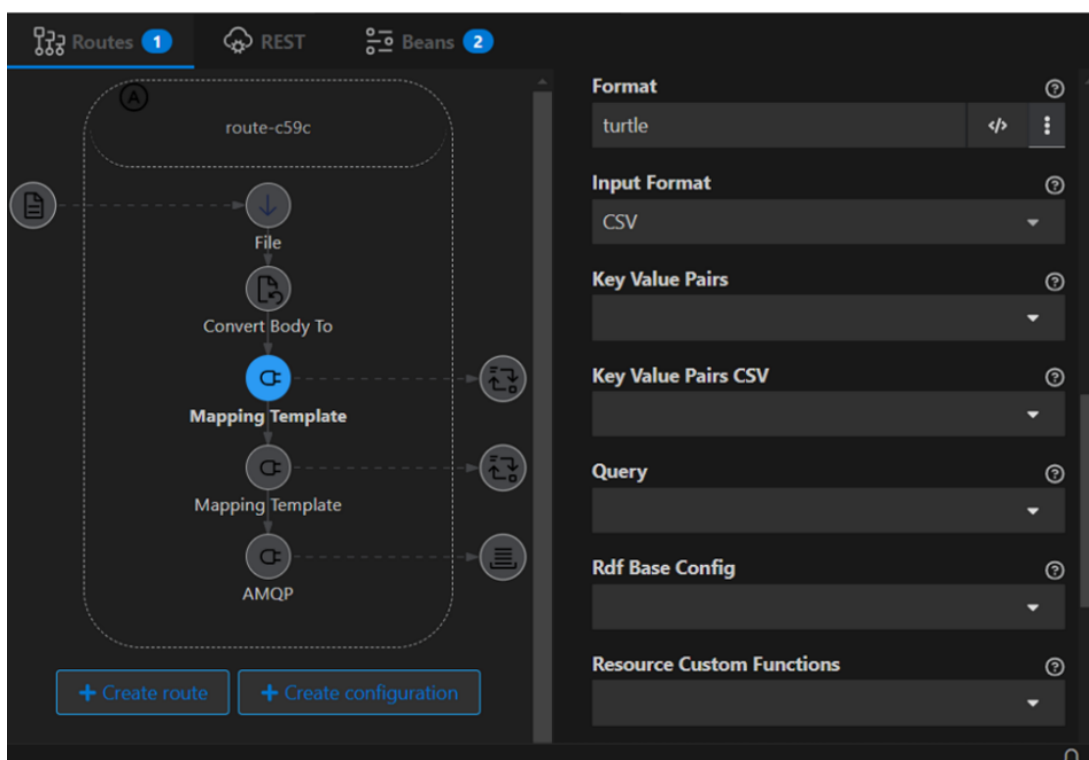 Routes 1 REST Beans 2
A
route-c59c
File
Convert Body To
Mapping Template
Mapping Template
AMQP
+ Create route + Create configuration
Format
turtle </>
Input Format
CSV
Key Value Pairs
Key Value Pairs CSV
Query
Rdf Base Config
Resource Custom Functions